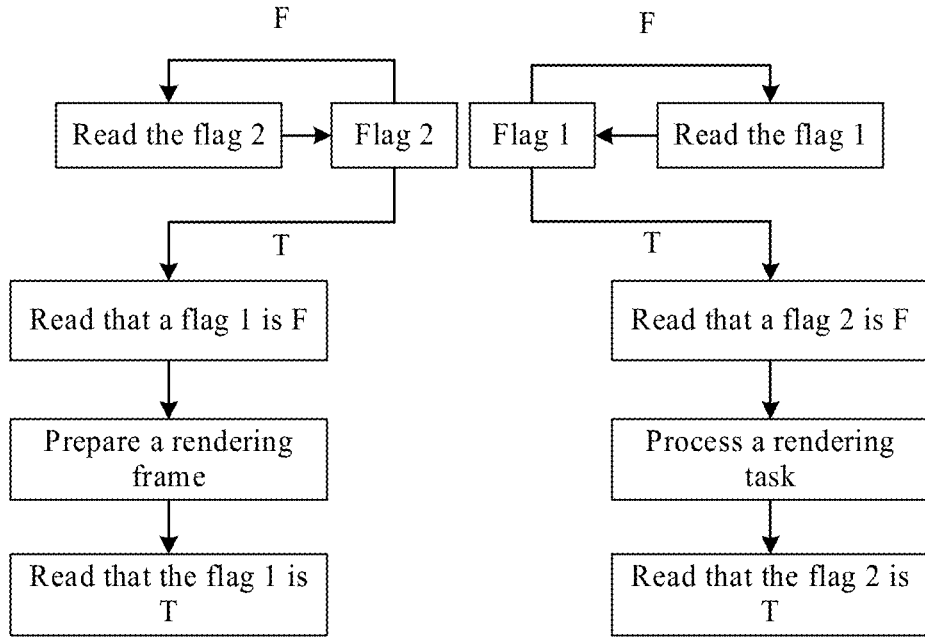 F
F
Read the flag 2
Flag 2
Flag 1
Read the flag 1
T
T
Read that a flag 1 is F
Read that a flag 2 is F
Prepare a rendering
frame
Process a rendering
task
Read that the flag 1 is
T
Read that the flag 2 is
T